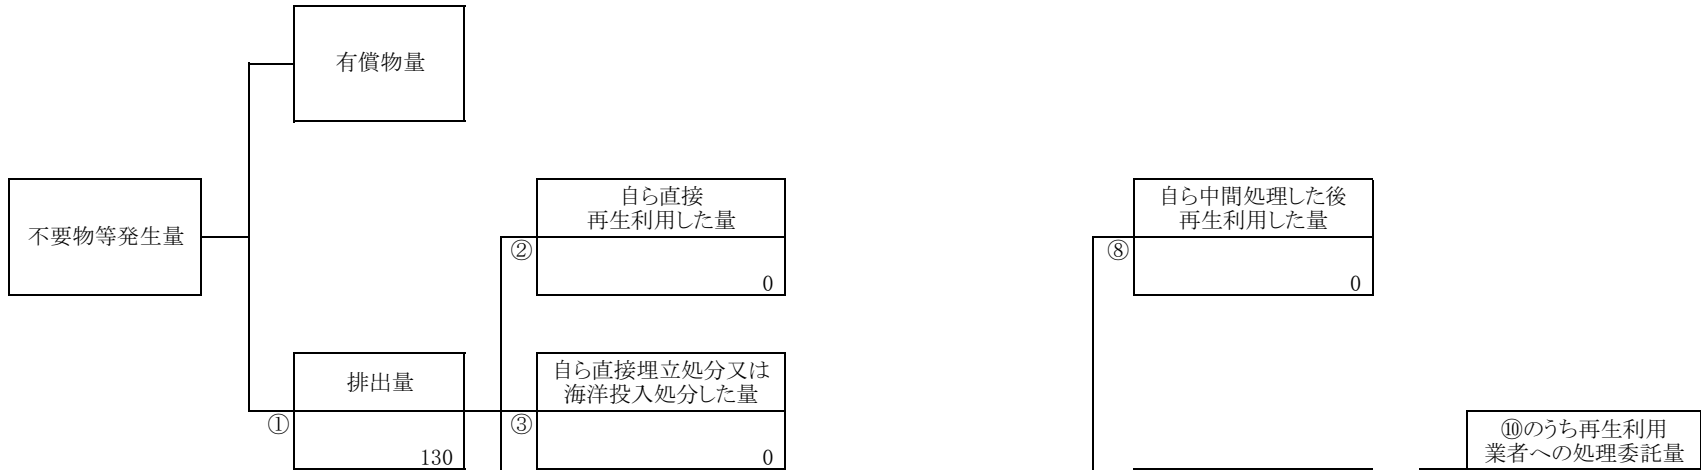 有償物量
不要物等発生量
自ら直接
再生利用した量
②
0
自ら中間処理した後
再生利用した量
⑧
0
排出量
①
130
自ら直接埋立処分又は
海洋投入処分した量
③
0
⑩のうち再生利用
業者への処理委託量